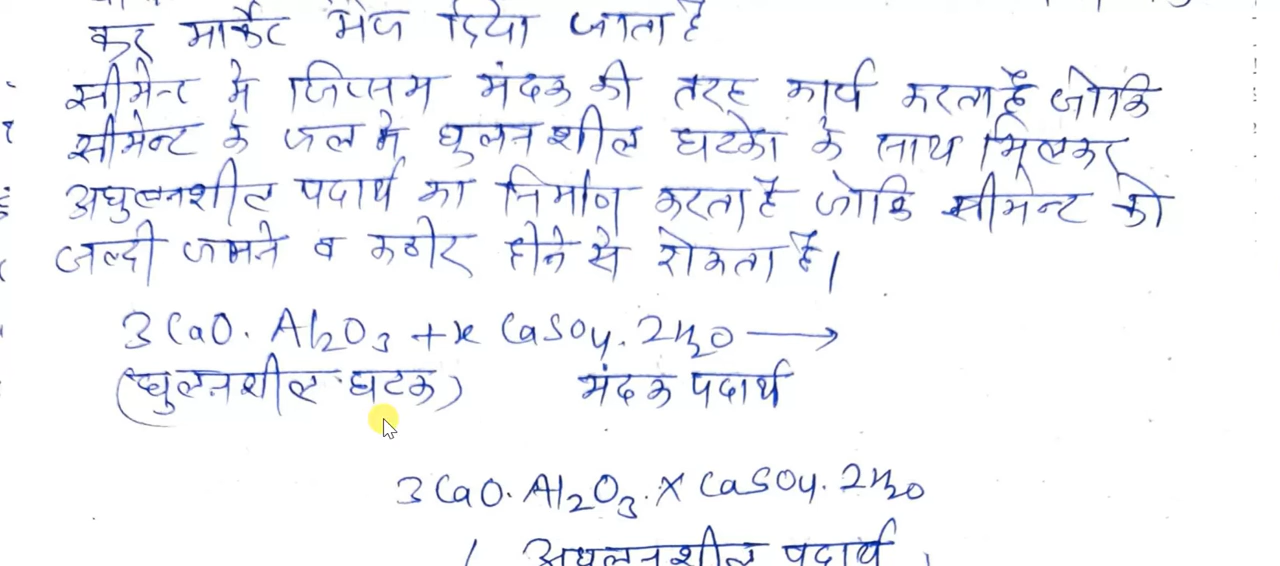 कर मार्केट भेज दिया जाता है
सीमेन्ट मे जिप्सम मंदक की तरह कार्य करता है जोकि
सीमेन्ट के जल मे घुलनशील घटको के साथ मिलकर
अघुलनशील पदार्थ का निर्माण करता है जोकि सीमेन्ट को
जल्दी जमने व कठोर होने से रोकता है।
3CaO. Al₂O₃ + x CaSO₄. 2H₂O ⟶
(घुलनशील घटक) मंदक पदार्थ
3CaO. Al₂O₃. X CaSO₄. 2H₂O
( अघुलनशील पदार्थ